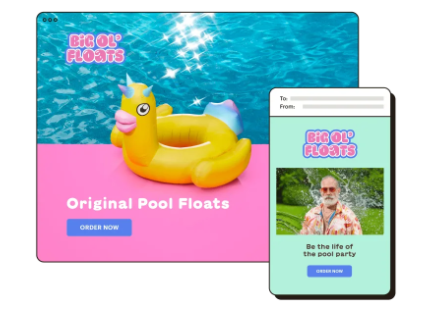 BIG OL'
FLOATS
Original Pool Floats
ORDER NOW
To:
From:
BIG OL'
FLOATS
Be the life of
the pool party
ORDER NOW